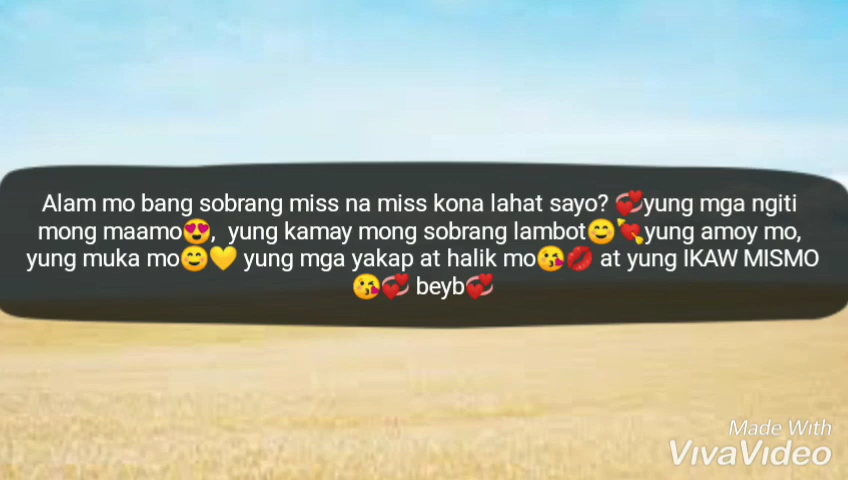 Alam mo bang sobrang miss na miss kona lahat sayo? 💞yung mga ngiti
mong maamo😍,  yung kamay mong sobrang lambot😊💘yung amoy mo,
yung muka mo😊💛 yung mga yakap at halik mo😘💋 at yung IKAW MISMO
😘💞 beyb💞
Made With
VivaVideo